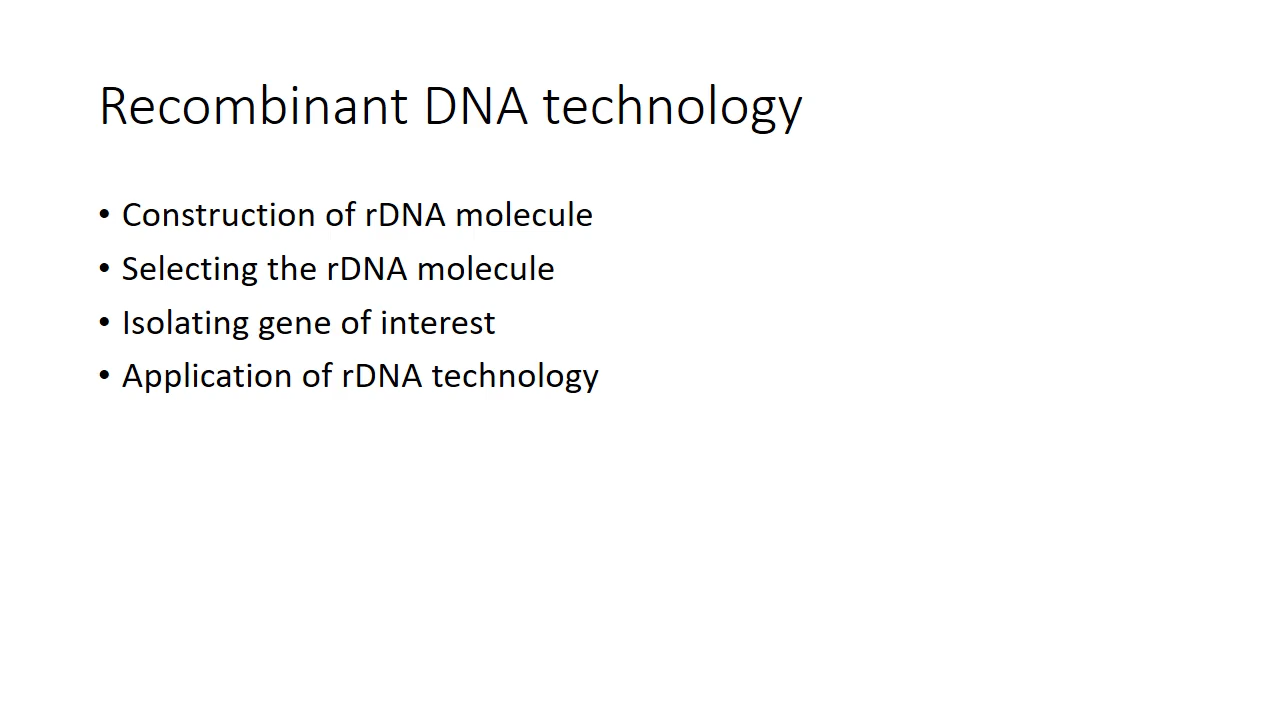 Recombinant DNA technology
• Construction of rDNA molecule
• Selecting the rDNA molecule
• Isolating gene of interest
• Application of rDNA technology